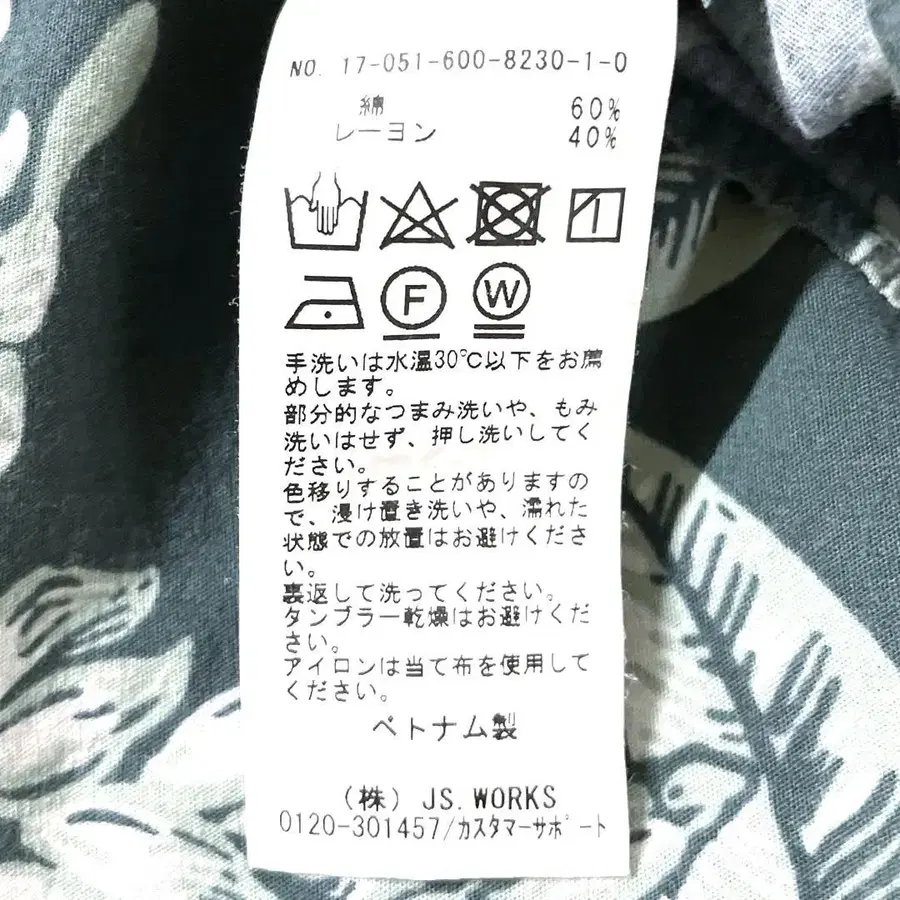 NO. 17-051-600-8230-1-0
綿 60%
レーヨン 40%
F W
手洗いは水温30℃以下をお薦
めします。
部分的なつまみ洗いや、もみ
洗いはせず、押し洗いしてく
ださい。
色移りすることがありますの
で、浸け置き洗いや、濡れた
状態での放置はお避けくださ
い。
裏返して洗ってください。
タンブラー乾燥はお避けくだ
さい。
アイロンは当て布を使用して
ください。
ベトナム製
(株) JS.WORKS
0120-301457/カスタマーサポート